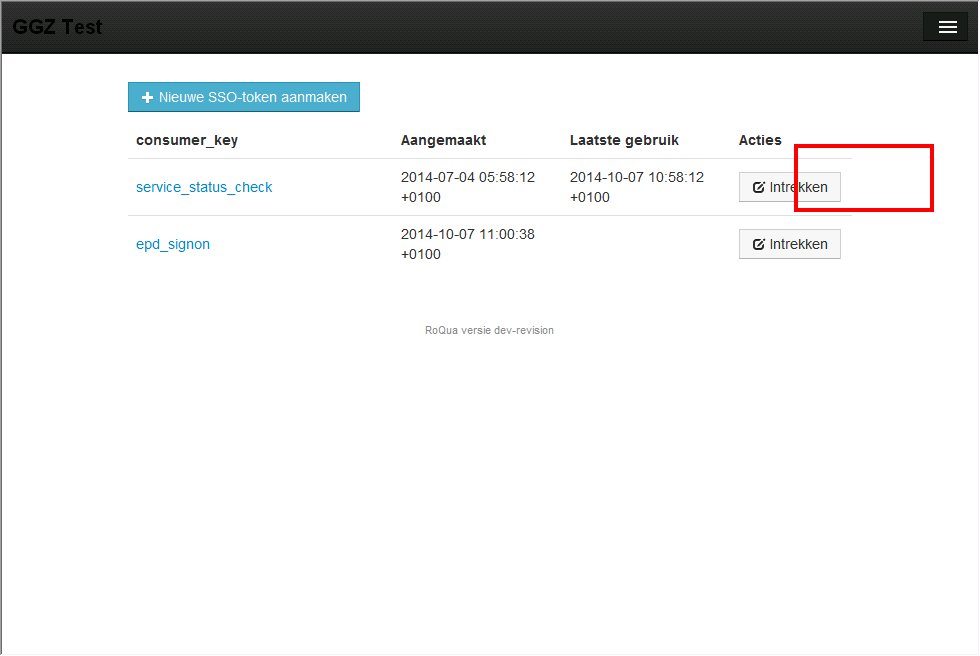 GGZ Test
Nieuwe SSO-token aanmaken
consumer_key Aangemaakt Laatste gebruik Acties
service_status_check 2014-07-04 05:58:12 +0100 2014-10-07 10:58:12 +0100 Intrekken
epd_signon 2014-10-07 11:00:38 +0100 Intrekken
RoQua versie dev-revision